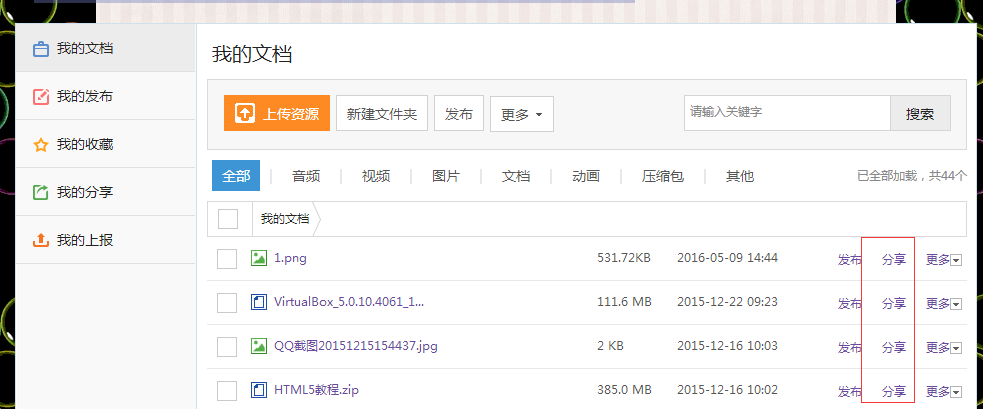 我的文档
我的发布
我的收藏
我的分享
我的上报
我的文档
上传资源 新建文件夹 发布 更多 请输入关键字 搜索
全部 音频 视频 图片 文档 动画 压缩包 其他 已全部加载，共44个
我的文档
1.png 531.72KB 2016-05-09 14:44 发布 分享 更多
VirtualBox_5.0.10.4061_1... 111.6 MB 2015-12-22 09:23 发布 分享 更多
QQ截图20151215154437.jpg 2 KB 2015-12-16 10:03 发布 分享 更多
HTML5教程.zip 385.0 MB 2015-12-16 10:02 发布 分享 更多